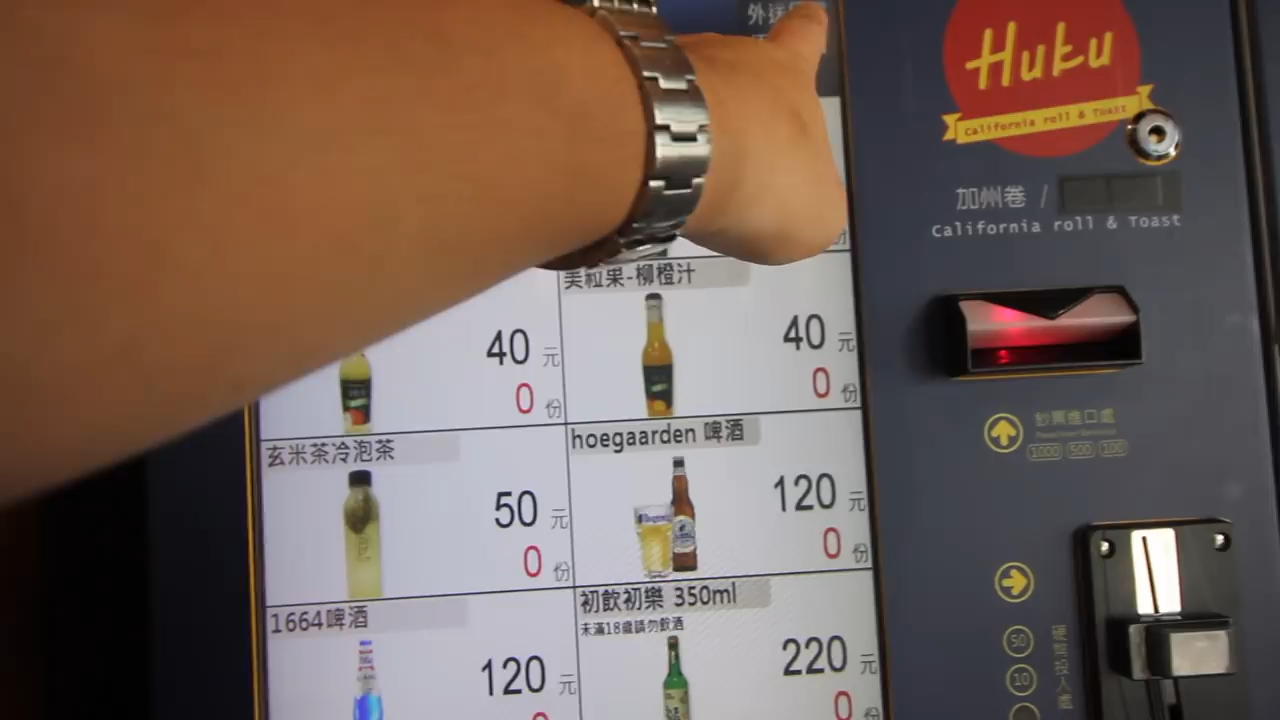 外送
Huku
California roll & Toast
加州卷 /
California roll & Toast
美粒果-柳橙汁
40 元
0 份
40 元
0 份
鈔票進口處
1000 500 100
玄米茶冷泡茶
50 元
0 份
hoegaarden 啤酒
120 元
0 份
1664啤酒
120 元
初飲初樂 350ml
未滿18歲請勿飲酒
220 元
0
50
10
硬幣投入